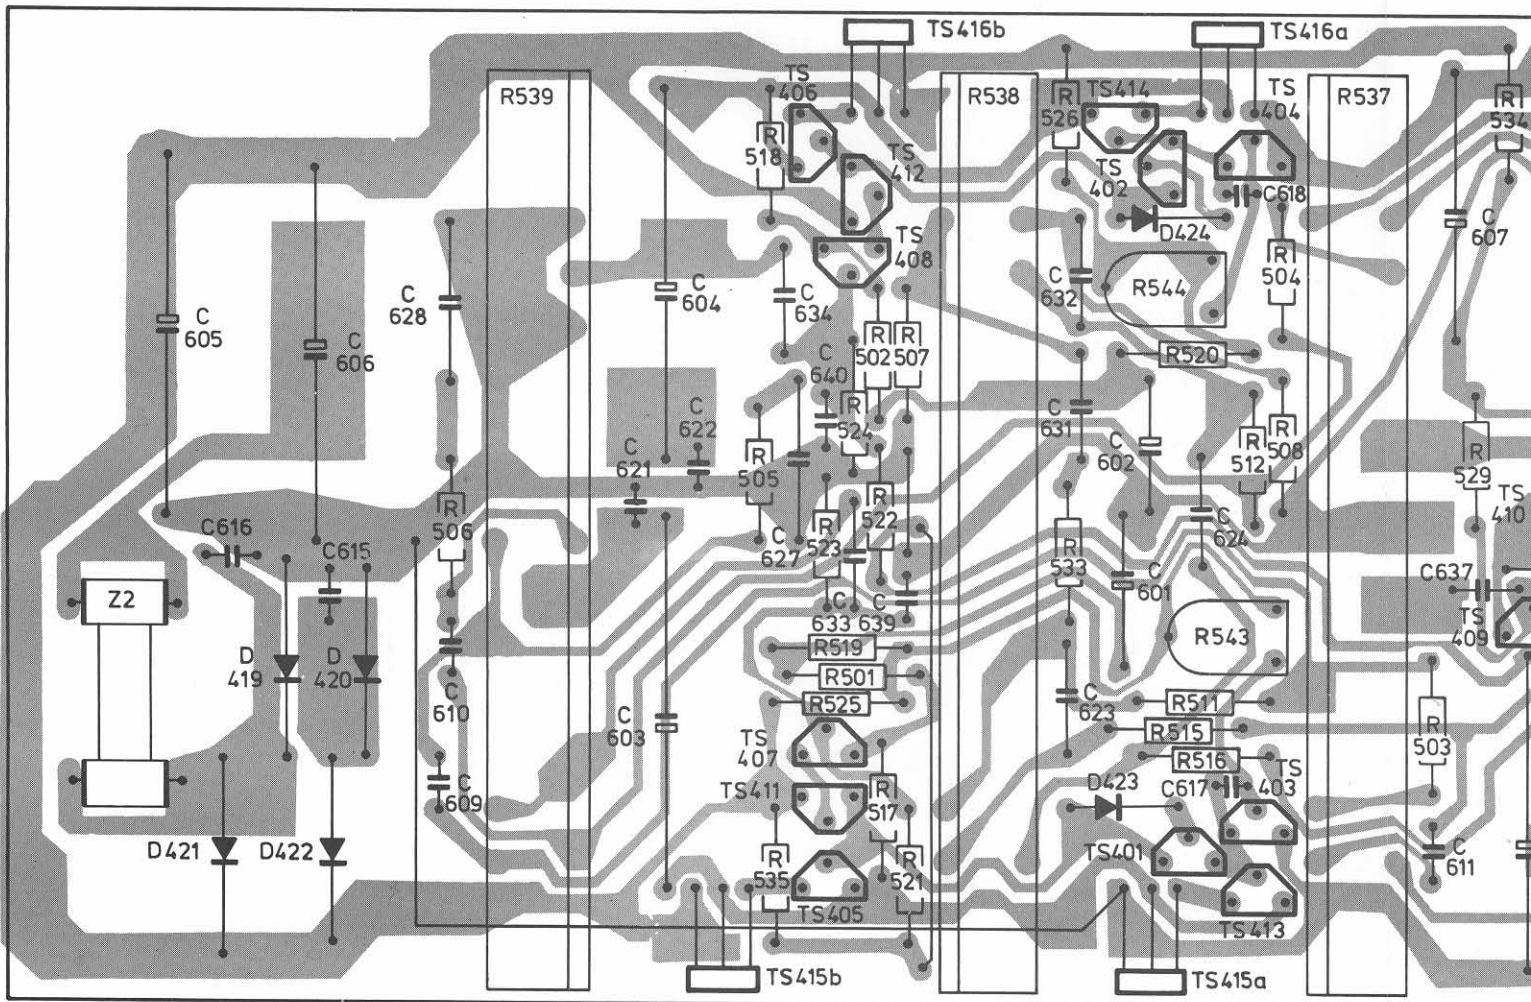 TS416b
TS416a
R539
TS
406
R538
R
526
TS414
TS
404
R537
R
534
R
518
TS
412
TS
402
C618
D424
C
607
TS
408
C
628
C
604
C
634
C
632
R544
R
504
C
605
C
606
R
502
R
507
R520
C
640
C
622
R
524
C
631
C
602
R
512
R
508
C
621
R
505
R
529
TS
410
C616
R
506
C615
C
627
R
523
R
522
R
533
C
624
C
601
C637
Z2
C
633
C
639
R543
TS
409
D
419
D
420
R519
R501
R525
C
610
C
603
C
623
R511
R515
R516
R
503
TS
407
TS411
C
609
D423
C617
TS
403
R
517
D421
D422
R
535
R
521
TS401
C
611
TS405
TS413
TS415b
TS415a